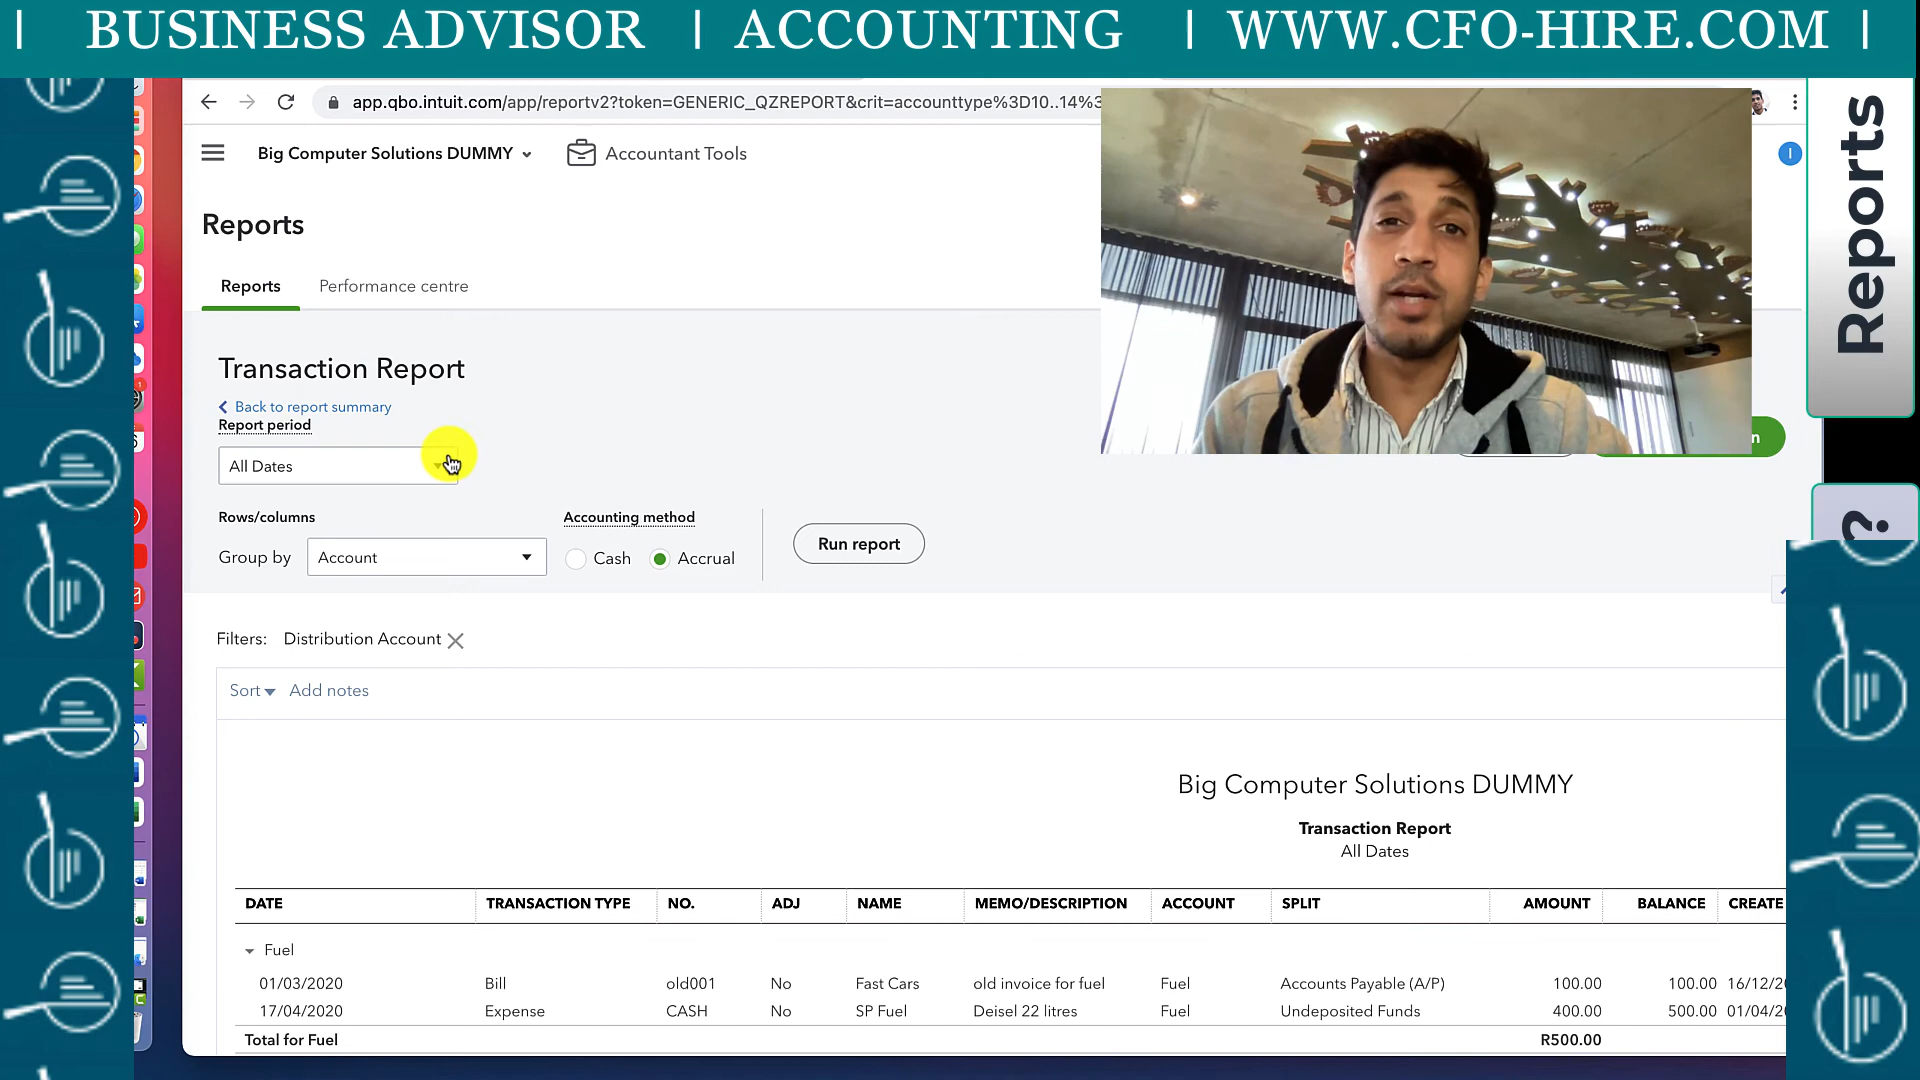 | BUSINESS ADVISOR | ACCOUNTING | WWW.CFO-HIRE.COM |
app.qbo.intuit.com/app/reportv2?token=GENERIC_QZREPORT&crit=accounttype%3D10..14%3
Big Computer Solutions DUMMY Accountant Tools
Reports
Reports Performance centre
Transaction Report
Back to report summary
Report period
All Dates
Rows/columns Accounting method
Group by Account Cash Accrual Run report
Filters: Distribution Account
Sort Add notes
Big Computer Solutions DUMMY
Transaction Report
All Dates
DATE TRANSACTION TYPE NO. ADJ NAME MEMO/DESCRIPTION ACCOUNT SPLIT AMOUNT BALANCE CREATE
Fuel
01/03/2020 Bill old001 No Fast Cars old invoice for fuel Fuel Accounts Payable (A/P) 100.00 100.00 16/12/2
17/04/2020 Expense CASH No SP Fuel Deisel 22 litres Fuel Undeposited Funds 400.00 500.00 01/04/2
Total for Fuel R500.00
Reports
?